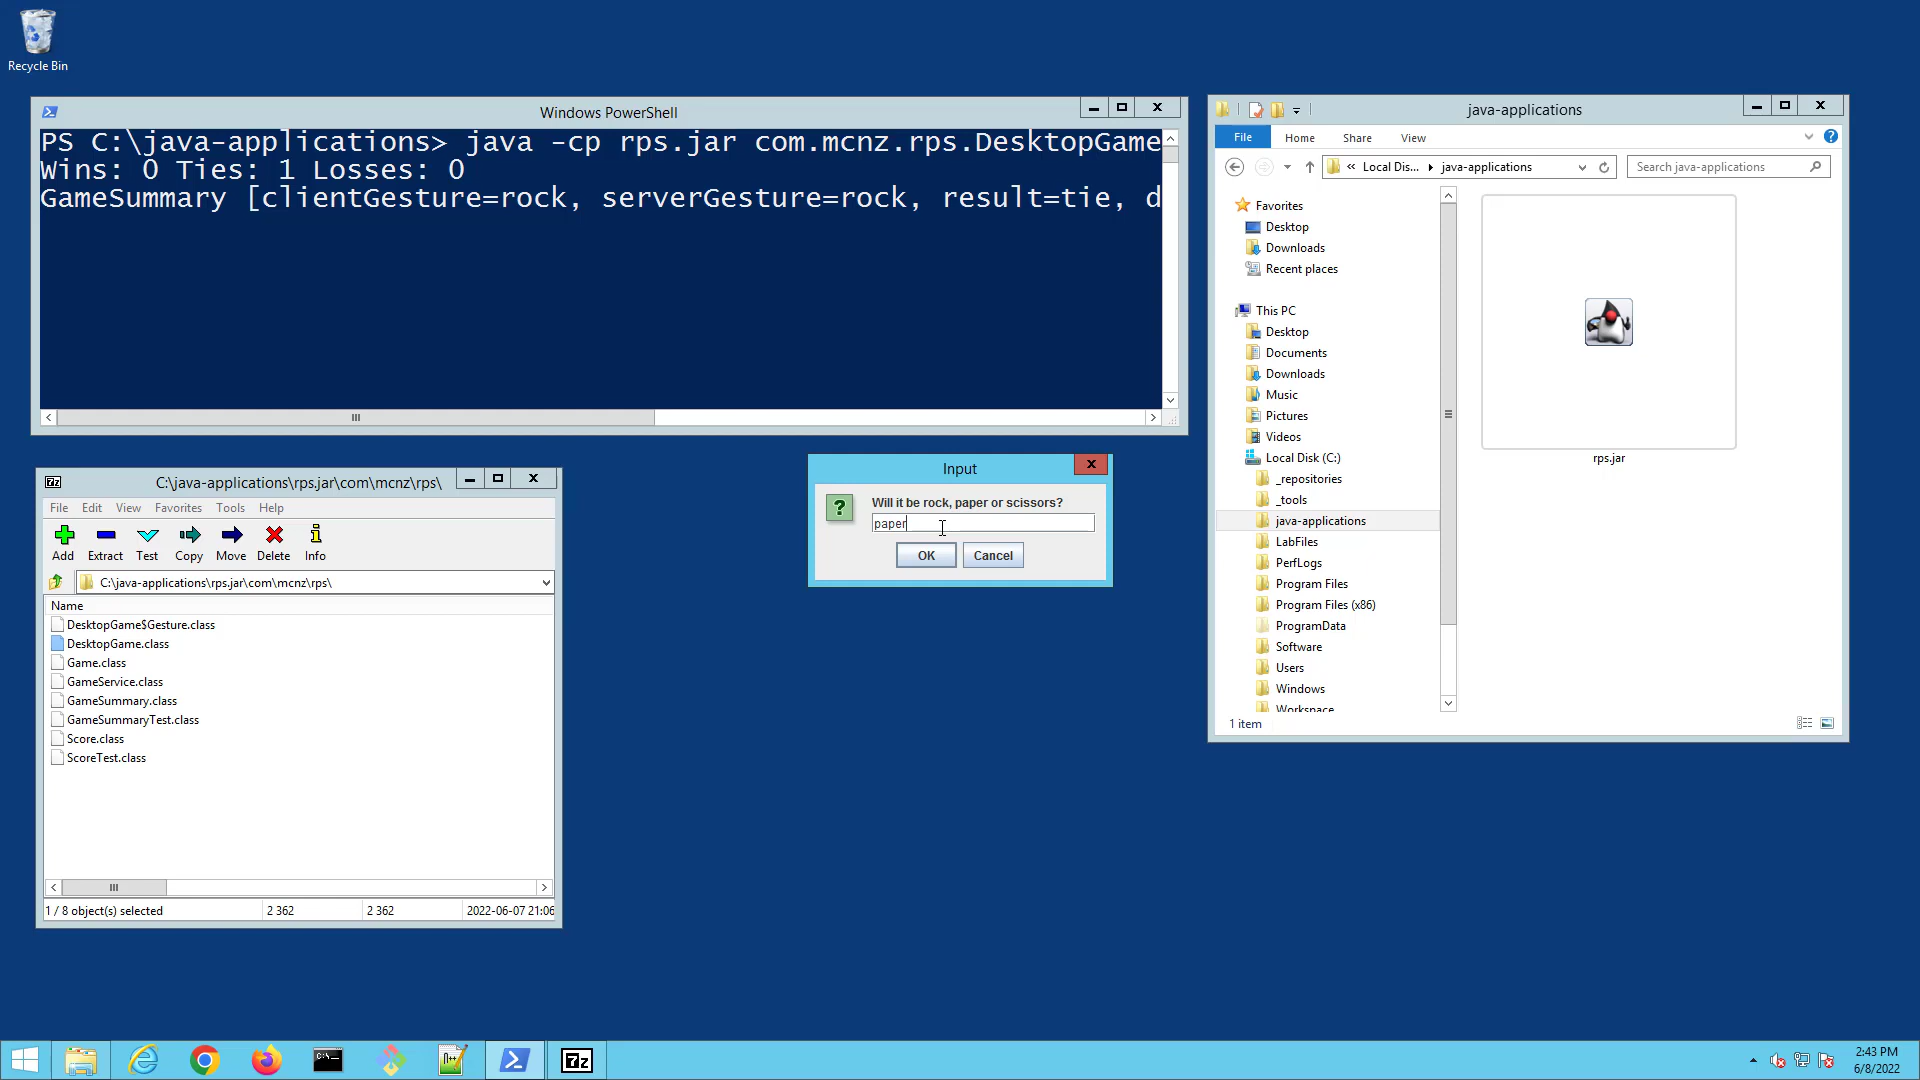 Recycle Bin
Windows PowerShell
PS C:\java-applications> java -cp rps.jar com.mcnz.rps.DesktopGame
Wins: 0 Ties: 1 Losses: 0
GameSummary [clientGesture=rock, serverGesture=rock, result=tie, d
java-applications
File Home Share View
« Local Dis... java-applications
Search java-applications
Favorites
Desktop
Downloads
Recent places
This PC
Desktop
Documents
Downloads
Music
Pictures
Videos
Local Disk (C:)
_repositories
_tools
java-applications
LabFiles
PerfLogs
Program Files
Program Files (x86)
ProgramData
Software
Users
Windows
Workspace
rps.jar
1 item
Input
Will it be rock, paper or scissors?
paper
OK Cancel
7z
C:\java-applications\rps.jar\com\mcnz\rps\
File Edit View Favorites Tools Help
Add Extract Test Copy Move Delete Info
C:\java-applications\rps.jar\com\mcnz\rps\
Name
DesktopGame$Gesture.class
DesktopGame.class
Game.class
GameService.class
GameSummary.class
GameSummaryTest.class
Score.class
ScoreTest.class
1 / 8 object(s) selected 2 362 2 362 2022-06-07 21:06
C:\_
7z
2:43 PM
6/8/2022